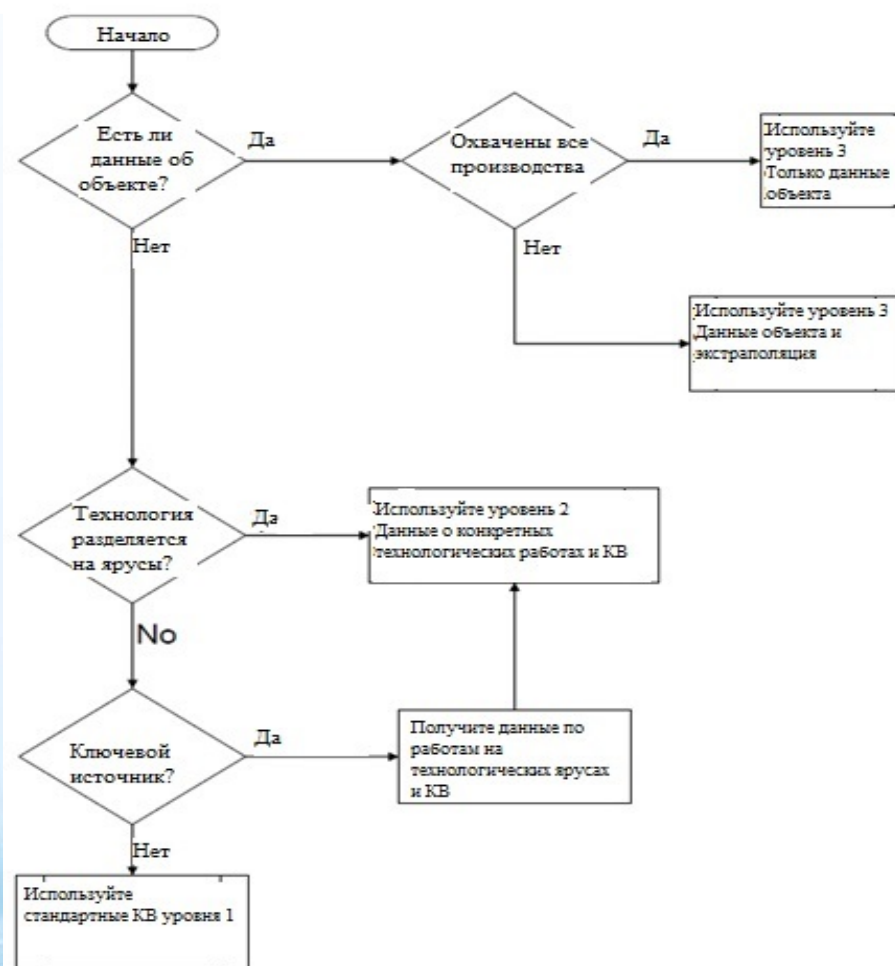 Начало
Есть ли
данные об
объекте?
Да
Охвачены все
производства
Да
Используйте
уровень 3
Только данные
объекта
Нет
Нет
Используйте уровень 3
Данные объекта и
экстраполяция
Технология
разделяется
на ярусы?
Да
Используйте уровень 2
Данные о конкретных
технологических работах и КВ
No
Ключевой
источник?
Да
Получите данные по
работам на
технологических ярусах
и КВ
Нет
Используйте
стандартные КВ уровня 1